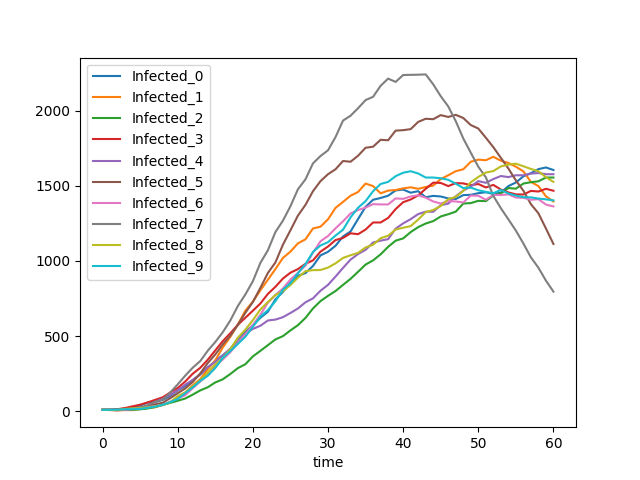 Infected_0
Infected_1
Infected_2
Infected_3
Infected_4
Infected_5
Infected_6
Infected_7
Infected_8
Infected_9
2000
1500
1000
500
0
0 10 20 30 40 50 60
time